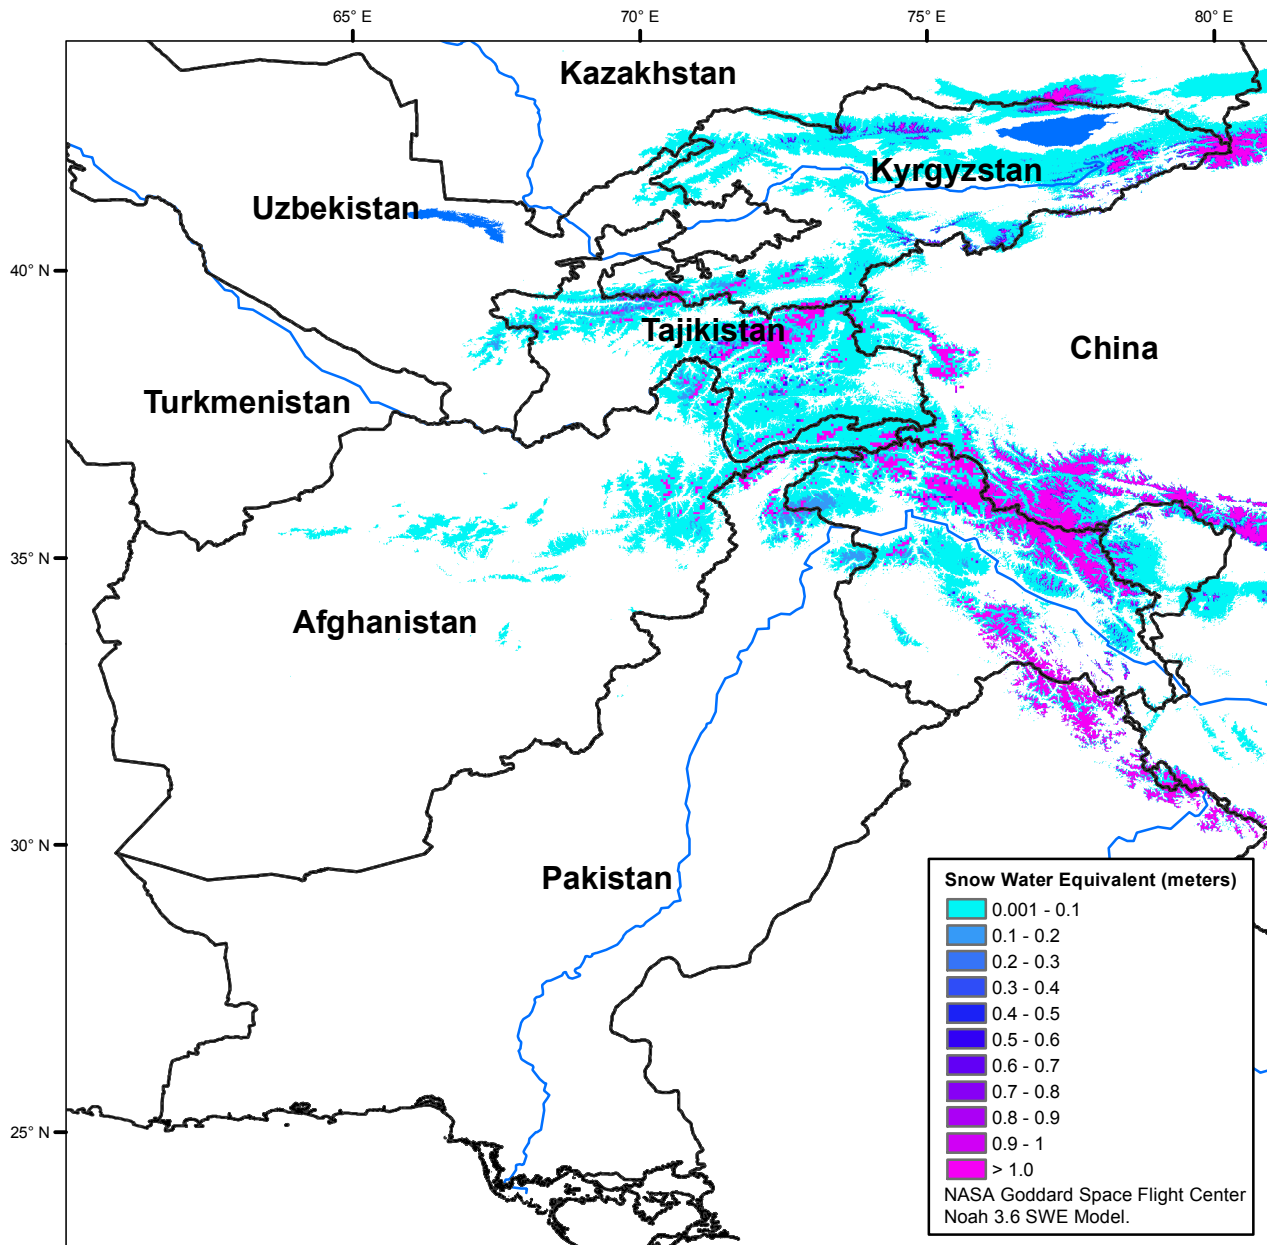 65° E
70° E
75° E
80° E
Kazakhstan
Kyrgyzstan
Uzbekistan
40° N
Tajikistan
China
Turkmenistan
35° N
Afghanistan
30° N
Pakistan
25° N
Snow Water Equivalent (meters)
0.001 - 0.1
0.1 - 0.2
0.2 - 0.3
0.3 - 0.4
0.4 - 0.5
0.5 - 0.6
0.6 - 0.7
0.7 - 0.8
0.8 - 0.9
0.9 - 1
> 1.0
NASA Goddard Space Flight Center
Noah 3.6 SWE Model.